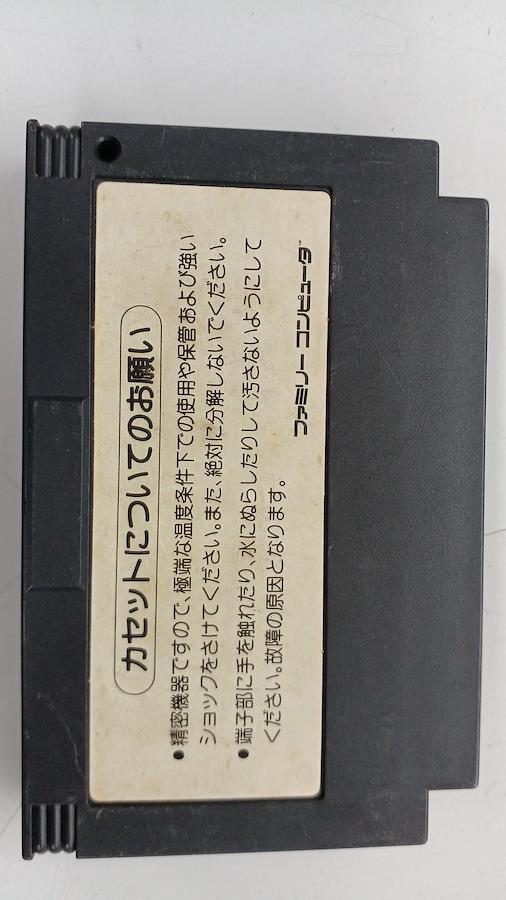 カセットについてのお願い
●精密機器ですので、極端な温度条件下での使用や保管および強い
ショックをさけてください。また、絶対に分解しないでください。
●端子部に手を触れたり、水にぬらしたりして汚さないようにして
ください。故障の原因となります。
ファミリー コンピュータ™